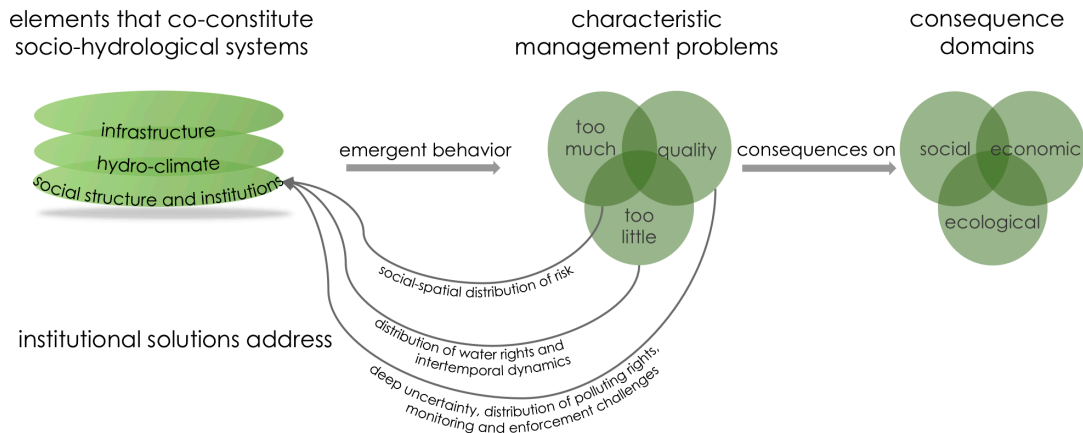 elements that co-constitute
socio-hydrological systems
characteristic
management problems
consequence
domains
infrastructure
hydro-climate
social structure and institutions
emergent behavior
too
much
quality
too
little
consequences on
social
economic
ecological
social-spatial distribution of risk
institutional solutions address
distribution of water rights and
intertemporal dynamics
deep uncertainty, distribution of polluting rights,
monitoring and enforcement challenges